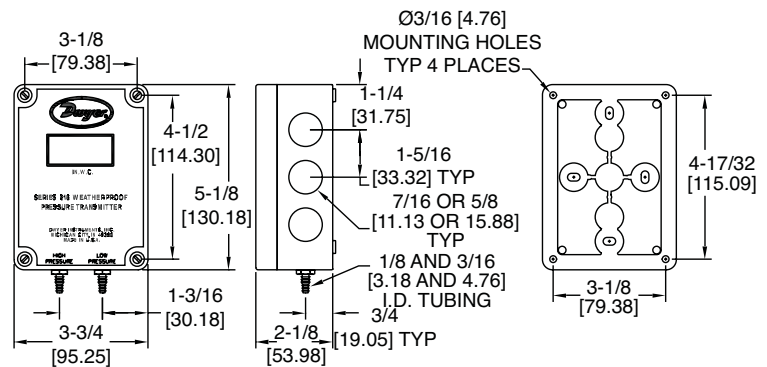 3-1/8
[79.38]
Dwyer
IN. W.C.
SERIES 616 WEATHERPROOF
PRESSURE TRANSMITTER
DWYER INSTRUMENTS, INC.
MICHIGAN CITY, IN 46360
MADE IN U.S.A.
HIGH
PRESSURE
LOW
PRESSURE
4-1/2
[114.30]
5-1/8
[130.18]
1-3/16
[30.18]
3-3/4
[95.25]
Ø3/16 [4.76]
MOUNTING HOLES
TYP 4 PLACES
1-1/4
[31.75]
1-5/16
[33.32] TYP
7/16 OR 5/8
[11.13 OR 15.88]
TYP
1/8 AND 3/16
[3.18 AND 4.76]
I.D. TUBING
3/4
[19.05] TYP
2-1/8
[53.98]
4-17/32
[115.09]
3-1/8
[79.38]